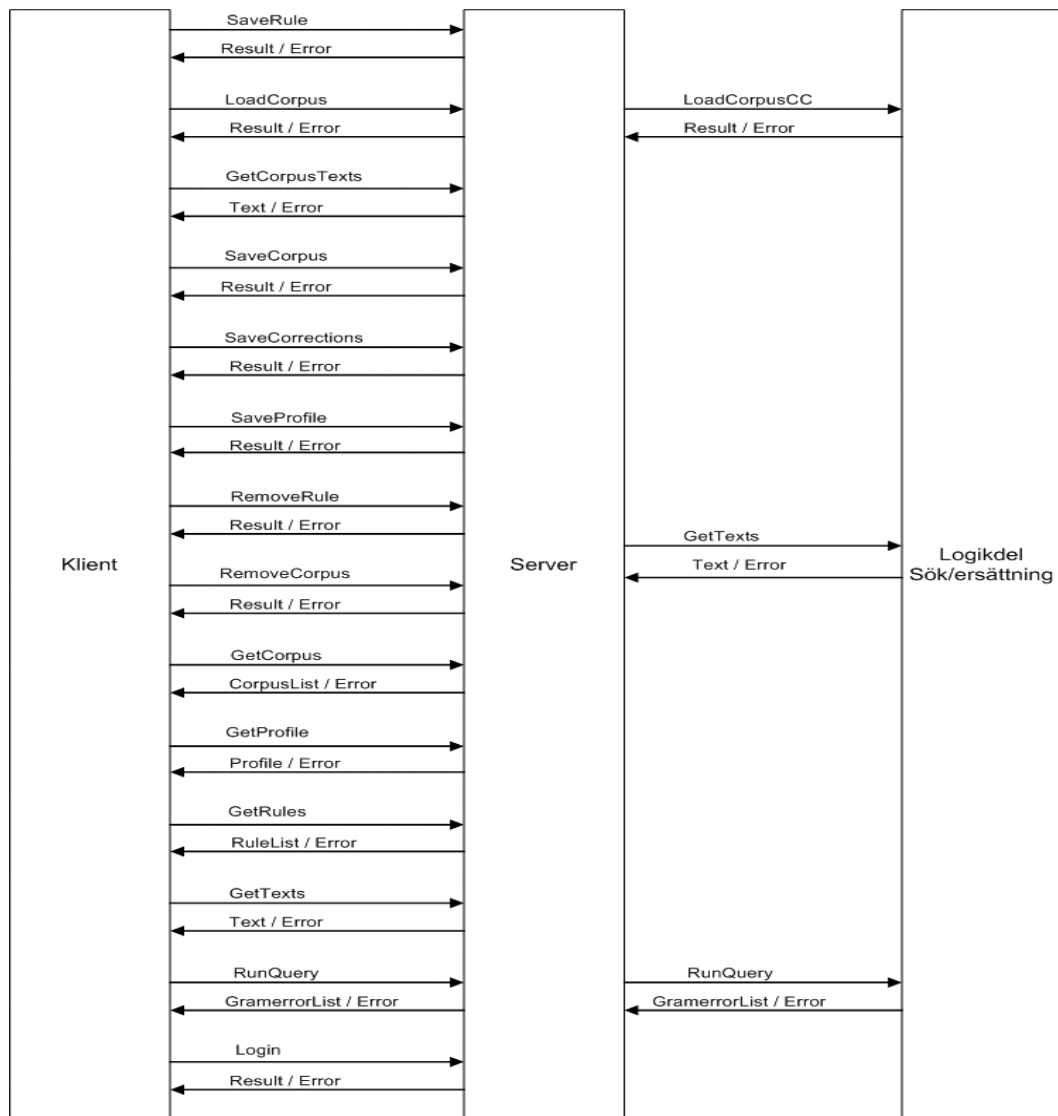 SaveRule
Result / Error
LoadCorpus
LoadCorpusCC
Result / Error
Result / Error
GetCorpusTexts
Text / Error
SaveCorpus
Result / Error
SaveCorrections
Result / Error
SaveProfile
Result / Error
RemoveRule
Result / Error
GetTexts
Klient
Server
Logikdel
Sök/ersättning
Text / Error
RemoveCorpus
Result / Error
GetCorpus
CorpusList / Error
GetProfile
Profile / Error
GetRules
RuleList / Error
GetTexts
Text / Error
RunQuery
RunQuery
GramerrorList / Error
GramerrorList / Error
Login
Result / Error